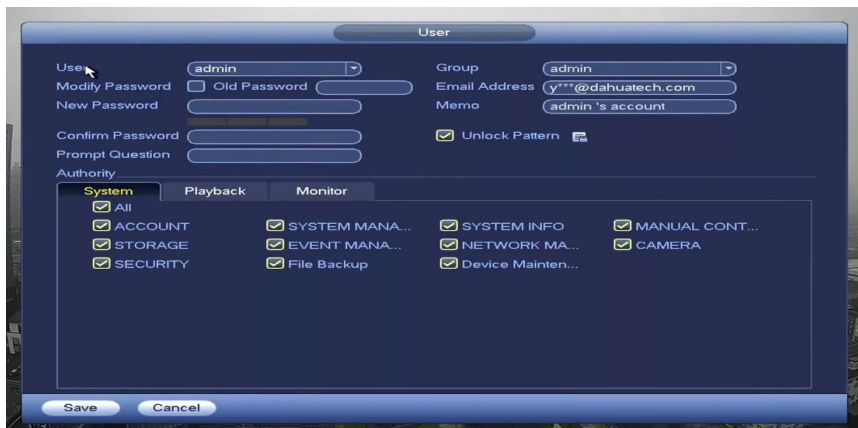 User
User admin Group admin
Modify Password Old Password Email Address y***@dahuatech.com
New Password Memo admin 's account
Confirm Password Unlock Pattern
Prompt Question
Authority
System Playback Monitor
All
ACCOUNT SYSTEM MANA... SYSTEM INFO MANUAL CONT...
STORAGE EVENT MANA... NETWORK MA... CAMERA
SECURITY File Backup Device Mainten...
Save Cancel